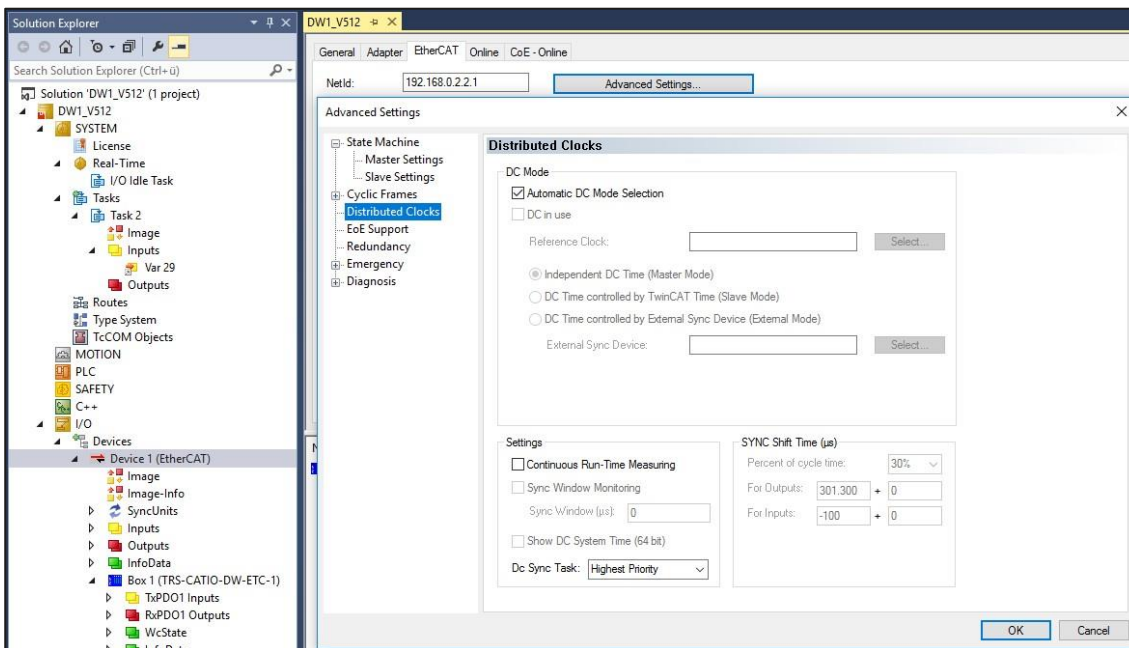 Solution Explorer
Search Solution Explorer (Ctrl+ü)
Solution 'DW1_V512' (1 project)
DW1_V512
SYSTEM
License
Real-Time
I/O Idle Task
Tasks
Task 2
Image
Inputs
Var 29
Outputs
Routes
Type System
TcCOM Objects
MOTION
PLC
SAFETY
C++
I/O
Devices
Device 1 (EtherCAT)
Image
Image-Info
SyncUnits
Inputs
Outputs
InfoData
Box 1 (TRS-CATIO-DW-ETC-1)
TxPDO1 Inputs
RxPDO1 Outputs
WcState
DW1_V512
General Adapter EtherCAT Online CoE - Online
NetId: 192.168.0.2.2.1 Advanced Settings...
Advanced Settings
State Machine
Master Settings
Slave Settings
Cyclic Frames
Distributed Clocks
EoE Support
Redundancy
Emergency
Diagnosis
Distributed Clocks
DC Mode
Automatic DC Mode Selection
DC in use
Reference Clock: Select...
Independent DC Time (Master Mode)
DC Time controlled by TwinCAT Time (Slave Mode)
DC Time controlled by External Sync Device (External Mode)
External Sync Device: Select...
Settings
Continuous Run-Time Measuring
Sync Window Monitoring
Sync Window (µs): 0
Show DC System Time (64 bit)
Dc Sync Task: Highest Priority
SYNC Shift Time (µs)
Percent of cycle time: 30%
For Outputs: 301.300 + 0
For Inputs: -100 + 0
OK Cancel